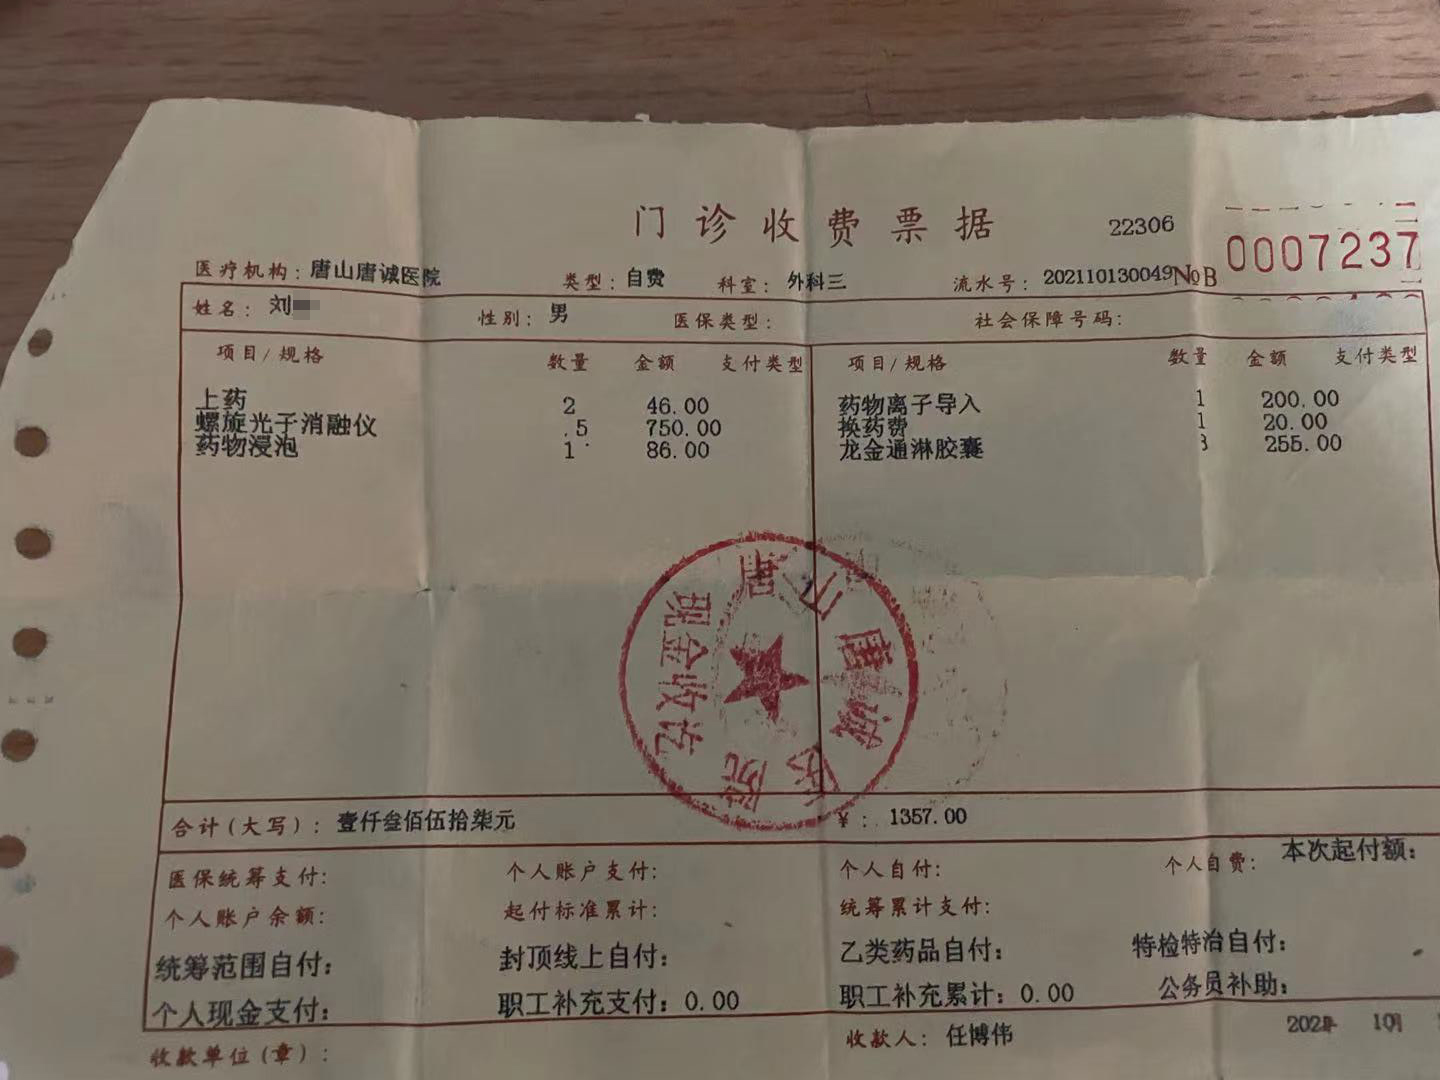 门诊收费票据
22306
0007237
医疗机构：唐山唐诚医院 类型：自费 科室：外科三 流水号：202110130049 №B
姓名：刘 性别：男 医保类型： 社会保障号码：
项目/规格 数量 金额 支付类型 项目/规格 数量 金额 支付类型
上药 2 46.00 药物离子导入 1 200.00
螺旋光子消融仪 .5 750.00 换药费 1 20.00
药物浸泡 1 86.00 龙金通淋胶囊 3 255.00
唐山唐诚医院
现金收讫
合计(大写)：壹仟叁佰伍拾柒元 ¥：1357.00
医保统筹支付： 个人账户支付： 个人自付： 个人自费： 本次起付额：
个人账户余额： 起付标准累计： 统筹累计支付：
统筹范围自付： 封顶线上自付： 乙类药品自付： 特检特治自付：
个人现金支付： 职工补充支付：0.00 职工补充累计：0.00 公务员补助：
收款单位(章)： 收款人：任博伟 202 年 10月